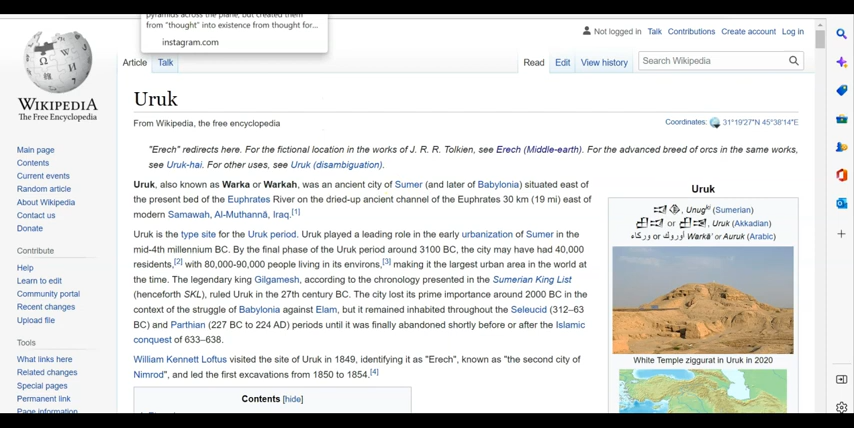 pyramids across the plane, but created them
from "thought" into existence from thought for...
instagram.com
Not logged in Talk Contributions Create account Log in
Article Talk
Read Edit View history
Search Wikipedia
WIKIPEDIA
The Free Encyclopedia
Main page
Contents
Current events
Random article
About Wikipedia
Contact us
Donate
Contribute
Help
Learn to edit
Community portal
Recent changes
Upload file
Tools
What links here
Related changes
Special pages
Permanent link
Page information
Uruk
From Wikipedia, the free encyclopedia
Coordinates: 31°19′27″N 45°38′14″E
"Erech" redirects here. For the fictional location in the works of J. R. R. Tolkien, see Erech (Middle-earth). For the advanced breed of orcs in the same works,
see Uruk-hai. For other uses, see Uruk (disambiguation).
Uruk, also known as Warka or Warkah, was an ancient city of Sumer (and later of Babylonia) situated east of
the present bed of the Euphrates River on the dried-up ancient channel of the Euphrates 30 km (19 mi) east of
modern Samawah, Al-Muthannā, Iraq.[1]
Uruk is the type site for the Uruk period. Uruk played a leading role in the early urbanization of Sumer in the
mid-4th millennium BC. By the final phase of the Uruk period around 3100 BC, the city may have had 40,000
residents,[2] with 80,000-90,000 people living in its environs,[3] making it the largest urban area in the world at
the time. The legendary king Gilgamesh, according to the chronology presented in the Sumerian King List
(henceforth SKL), ruled Uruk in the 27th century BC. The city lost its prime importance around 2000 BC in the
context of the struggle of Babylonia against Elam, but it remained inhabited throughout the Seleucid (312–63
BC) and Parthian (227 BC to 224 AD) periods until it was finally abandoned shortly before or after the Islamic
conquest of 633–638.
William Kennett Loftus visited the site of Uruk in 1849, identifying it as "Erech", known as "the second city of
Nimrod", and led the first excavations from 1850 to 1854.[4]
Contents [hide]
Uruk
Unugki (Sumerian)
or Uruk (Akkadian)
وركاء or أوروك Warkāʾ or Auruk (Arabic)
White Temple ziggurat in Uruk in 2020